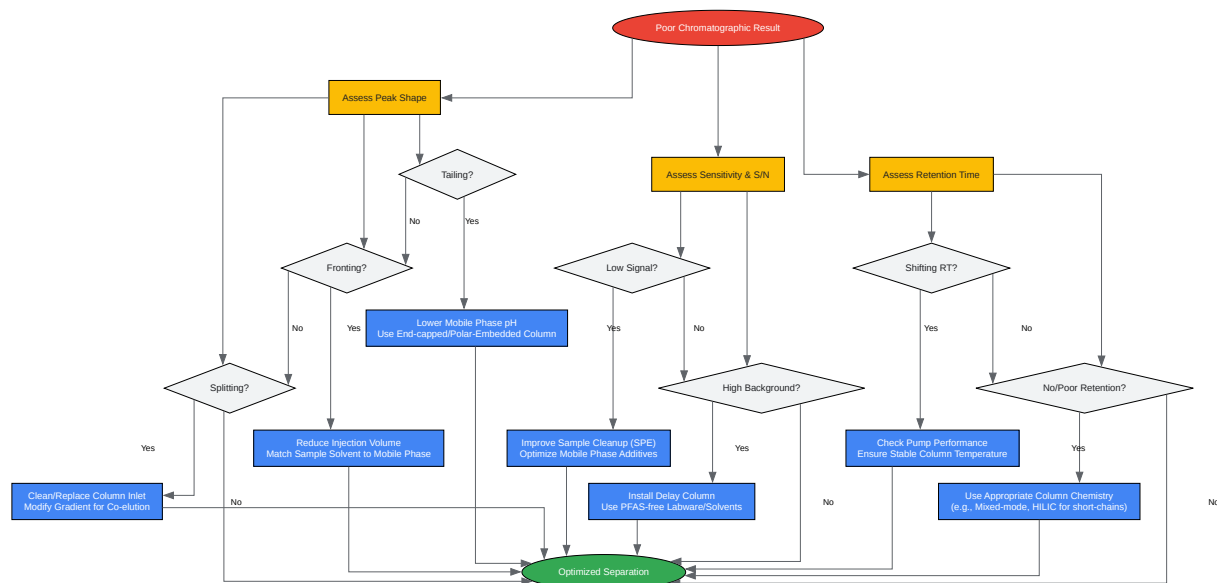 Poor Chromatographic Result
Assess Peak Shape
Tailing?
Assess Sensitivity & S/N
Assess Retention Time
No
Yes
Fronting?
Low Signal?
Shifting RT?
Lower Mobile Phase pH
Use End-capped/Polar-Embedded Column
No
Yes
Yes
No
Yes
No
Splitting?
High Background?
No/Poor Retention?
Yes
Reduce Injection Volume
Match Sample Solvent to Mobile Phase
Improve Sample Cleanup (SPE)
Optimize Mobile Phase Additives
Yes
Check Pump Performance
Ensure Stable Column Temperature
Yes
Clean/Replace Column Inlet
Modify Gradient for Co-elution
No
Install Delay Column
Use PFAS-free Labware/Solvents
No
Use Appropriate Column Chemistry
(e.g., Mixed-mode, HILIC for short-chains)
No
Optimized Separation